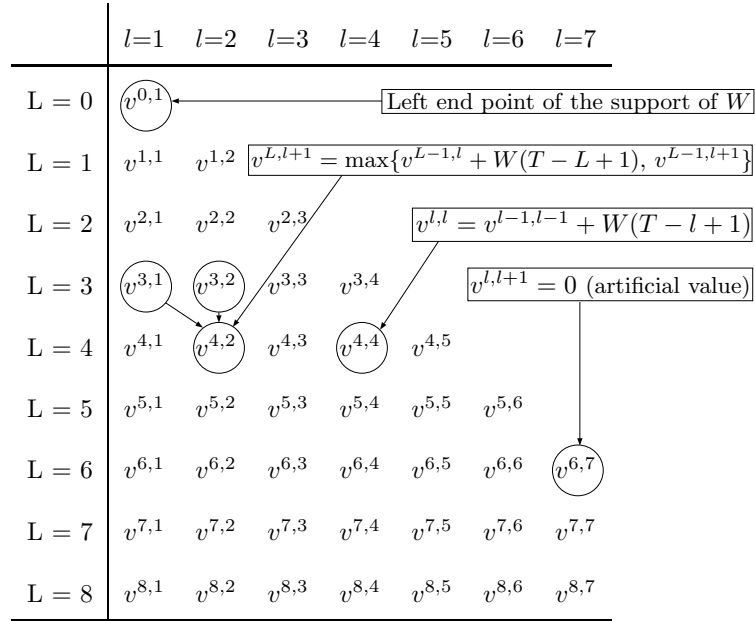 l=1 l=2 l=3 l=4 l=5 l=6 l=7
L = 0 v^{0,1} Left end point of the support of W
L = 1 v^{1,1} v^{1,2} v^{L,l+1} = max{v^{L−1,l} + W(T − L + 1), v^{L−1,l+1}}
L = 2 v^{2,1} v^{2,2} v^{2,3} v^{l,l} = v^{l−1,l−1} + W(T − l + 1)
L = 3 v^{3,1} v^{3,2} v^{3,3} v^{3,4} v^{l,l+1} = 0 (artificial value)
L = 4 v^{4,1} v^{4,2} v^{4,3} v^{4,4} v^{4,5}
L = 5 v^{5,1} v^{5,2} v^{5,3} v^{5,4} v^{5,5} v^{5,6}
L = 6 v^{6,1} v^{6,2} v^{6,3} v^{6,4} v^{6,5} v^{6,6} v^{6,7}
L = 7 v^{7,1} v^{7,2} v^{7,3} v^{7,4} v^{7,5} v^{7,6} v^{7,7}
L = 8 v^{8,1} v^{8,2} v^{8,3} v^{8,4} v^{8,5} v^{8,6} v^{8,7}